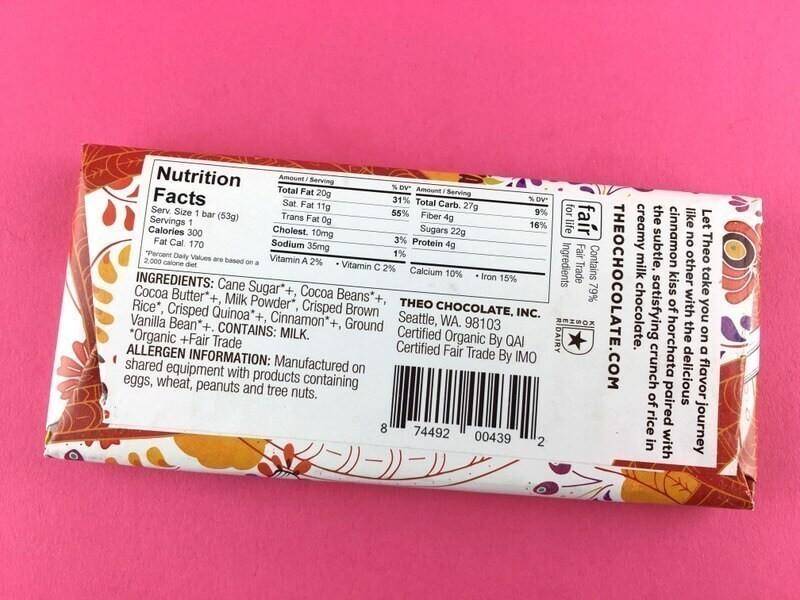 Nutrition
Facts
Serv. Size 1 bar (53g)
Servings 1
Calories 300
Fat Cal. 170
*Percent Daily Values are based on a
2,000 calorie diet
Amount / Serving % DV*
Total Fat 20g 31%
Sat. Fat 11g 55%
Trans Fat 0g
Cholest. 10mg 3%
Sodium 35mg 1%
Amount / Serving % DV*
Total Carb. 27g 9%
Fiber 4g 16%
Sugars 22g
Protein 4g
Vitamin A 2% • Vitamin C 2% Calcium 10% • Iron 15%
INGREDIENTS: Cane Sugar*+, Cocoa Beans*+,
Cocoa Butter*+, Milk Powder*, Crisped Brown
Rice*, Crisped Quinoa*+, Cinnamon*+, Ground
Vanilla Bean*+. CONTAINS: MILK.
*Organic +Fair Trade
ALLERGEN INFORMATION: Manufactured on
shared equipment with products containing
eggs, wheat, peanuts and tree nuts.
THEO CHOCOLATE, INC.
Seattle, WA. 98103
Certified Organic By QAI
Certified Fair Trade By IMO
8 74492 00439 2
fair
for life
Contains 79%
Fair Trade
Ingredients
KOSHER
DAIRY
Let Theo take you on a flavor journey
like no other with the delicious
cinnamon kiss of horchata paired with
the subtle, satisfying crunch of rice in
creamy milk chocolate.
THEOCHOCOLATE.COM